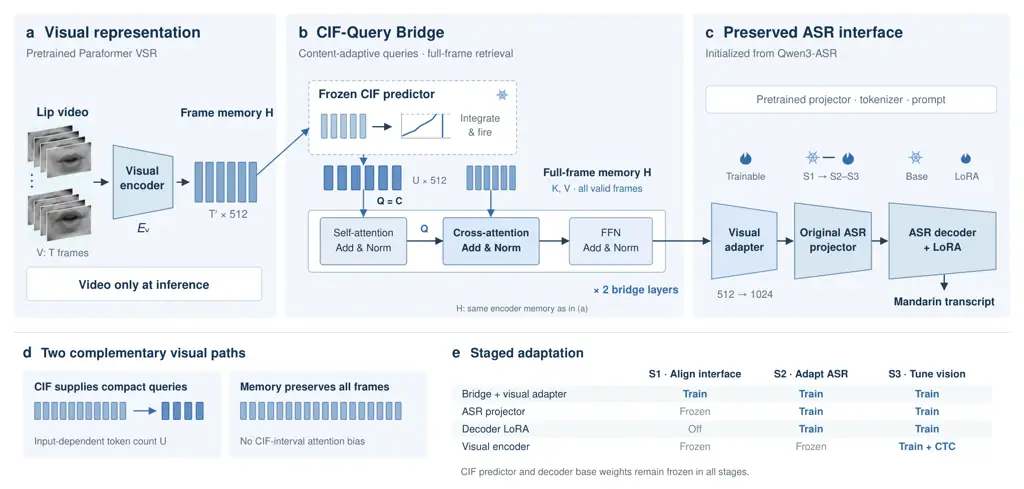 a Visual representation
Pretrained Paraformer VSR
Lip video
Frame memory H
Visual
encoder
T′ × 512
Eᵥ
V: T frames
Video only at inference
b CIF-Query Bridge
Content-adaptive queries · full-frame retrieval
Frozen CIF predictor
Integrate
& fire
U × 512
Full-frame memory H
K, V · all valid frames
Q = C
Self-attention
Add & Norm
Q
Cross-attention
Add & Norm
FFN
Add & Norm
× 2 bridge layers
H: same encoder memory as in (a)
c Preserved ASR interface
Initialized from Qwen3-ASR
Pretrained projector · tokenizer · prompt
Trainable
S1 → S2–S3
Base
LoRA
Visual
adapter
Original ASR
projector
ASR decoder
+ LoRA
512 → 1024
Mandarin transcript
d Two complementary visual paths
CIF supplies compact queries
Input-dependent token count U
Memory preserves all frames
No CIF-interval attention bias
e Staged adaptation
S1 · Align interface S2 · Adapt ASR S3 · Tune vision
Bridge + visual adapter Train Train Train
ASR projector Frozen Train Train
Decoder LoRA Off Train Train
Visual encoder Frozen Frozen Train + CTC
CIF predictor and decoder base weights remain frozen in all stages.